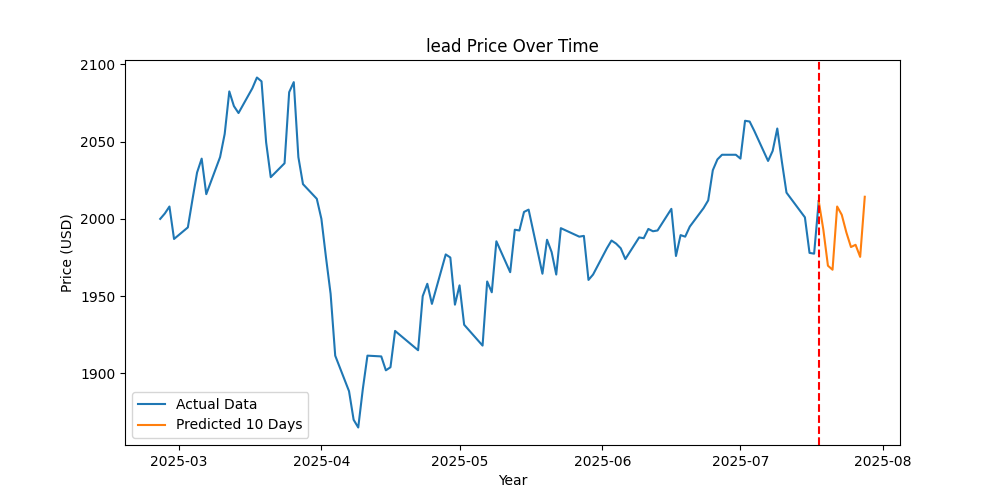 lead Price Over Time
2100
2050
2000
1950
1900
Price (USD)
Actual Data
Predicted 10 Days
2025-03
2025-04
2025-05
2025-06
2025-07
2025-08
Year